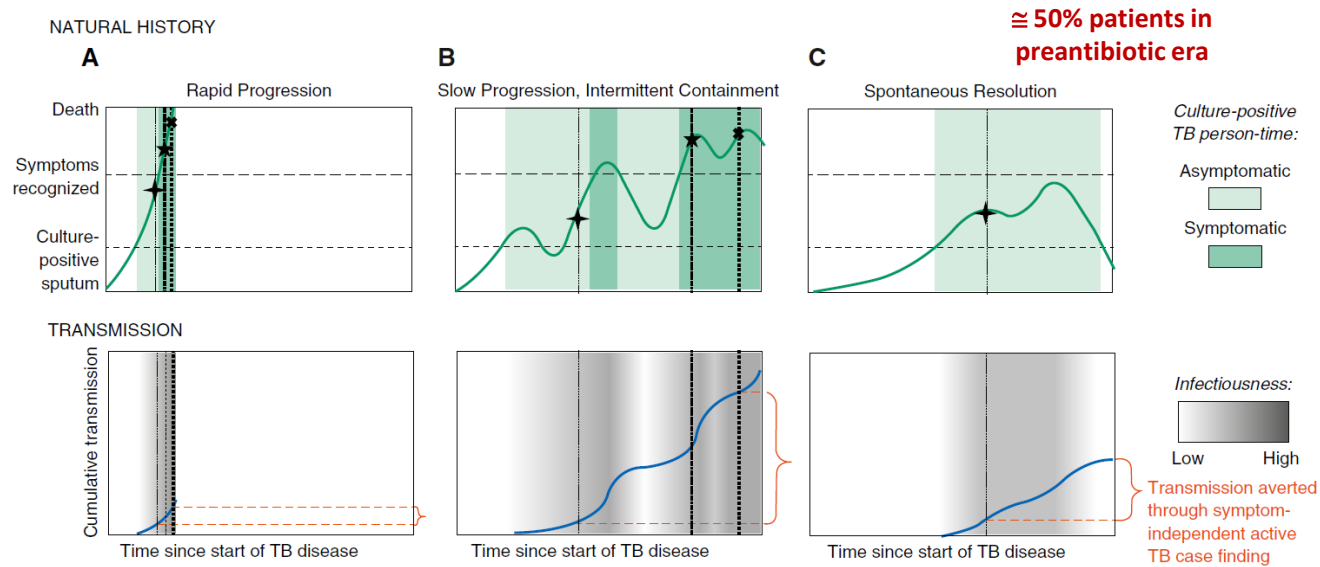 ≅ 50% patients in
preantibiotic era
NATURAL HISTORY
A
B
C
Rapid Progression
Slow Progression, Intermittent Containment
Spontaneous Resolution
Death
Symptoms
recognized
Culture-
positive
sputum
Culture-positive
TB person-time:
Asymptomatic
Symptomatic
TRANSMISSION
Cumulative transmission
Time since start of TB disease
Time since start of TB disease
Time since start of TB disease
Infectiousness:
Low High
Transmission averted
through symptom-
independent active
TB case finding